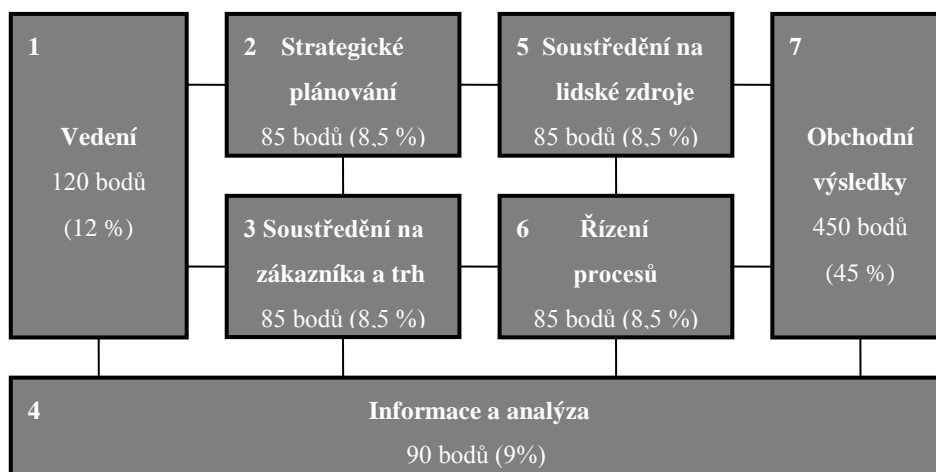 1
Vedení
120 bodů
(12 %)
2 Strategické
plánování
85 bodů (8,5 %)
3 Soustředění na
zákazníka a trh
85 bodů (8,5 %)
5 Soustředění na
lidské zdroje
85 bodů (8,5 %)
6 Řízení
procesů
85 bodů (8,5 %)
7
Obchodní
výsledky
450 bodů
(45 %)
4 Informace a analýza
90 bodů (9%)